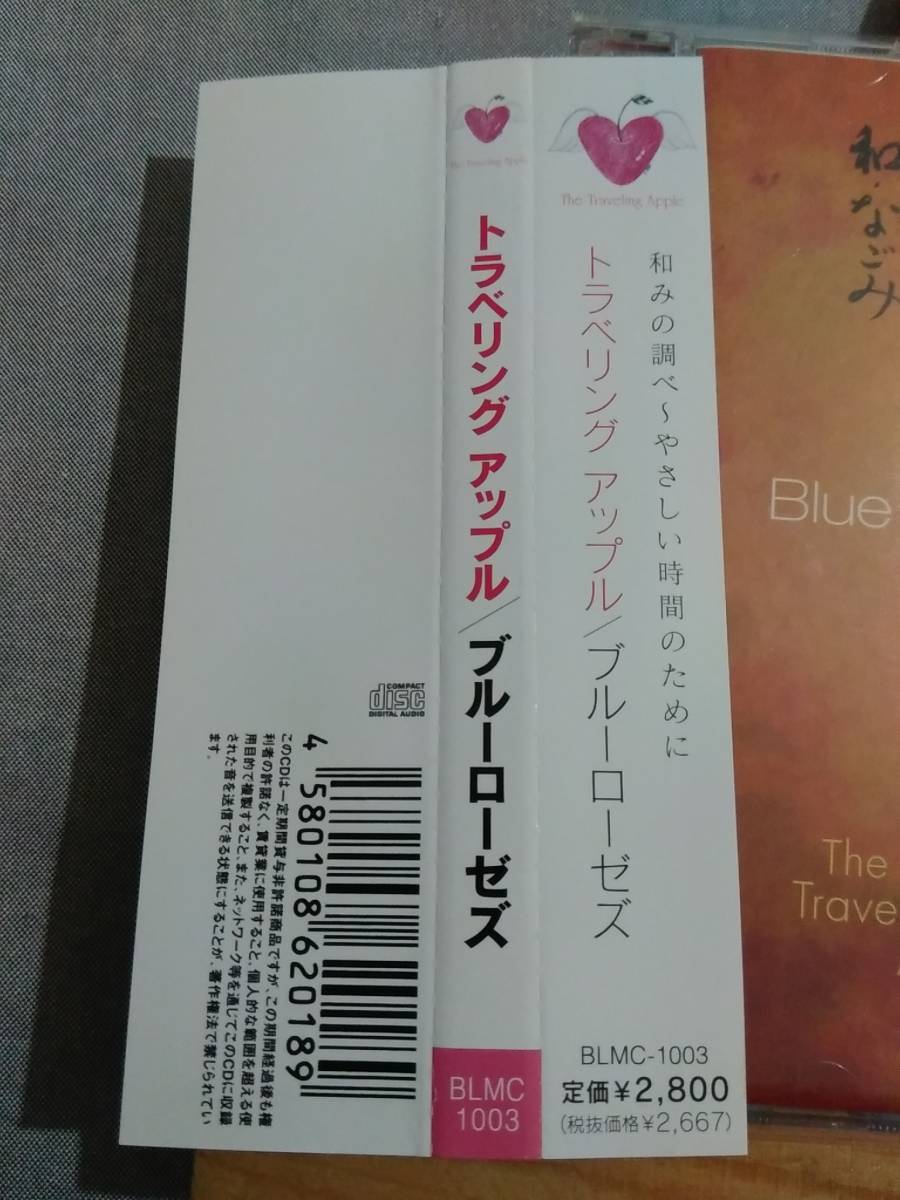 The Traveling Apple
和みの調べ～やさしい時間のために
トラベリング アップル/ブルーローゼズ
BLMC-1003
定価￥2,800
(税抜価格￥2,667)
The Traveling Apple
トラベリング アップル/ブルーローゼズ
BLMC
1003
COMPACT
disc
DIGITAL AUDIO
4 580108 620189
このCDは一定期間貸与非許諾商品ですが、この期間経過後も権
利者の許諾なく、賃貸業に使用すること、個人的な範囲を超える使
用目的で複製すること、また、ネットワーク等を通じてこのCDに収録
された音を送信できる状態にすることが、著作権法で禁じられてい
ます。
和
なごみ
Blue
The
Trave